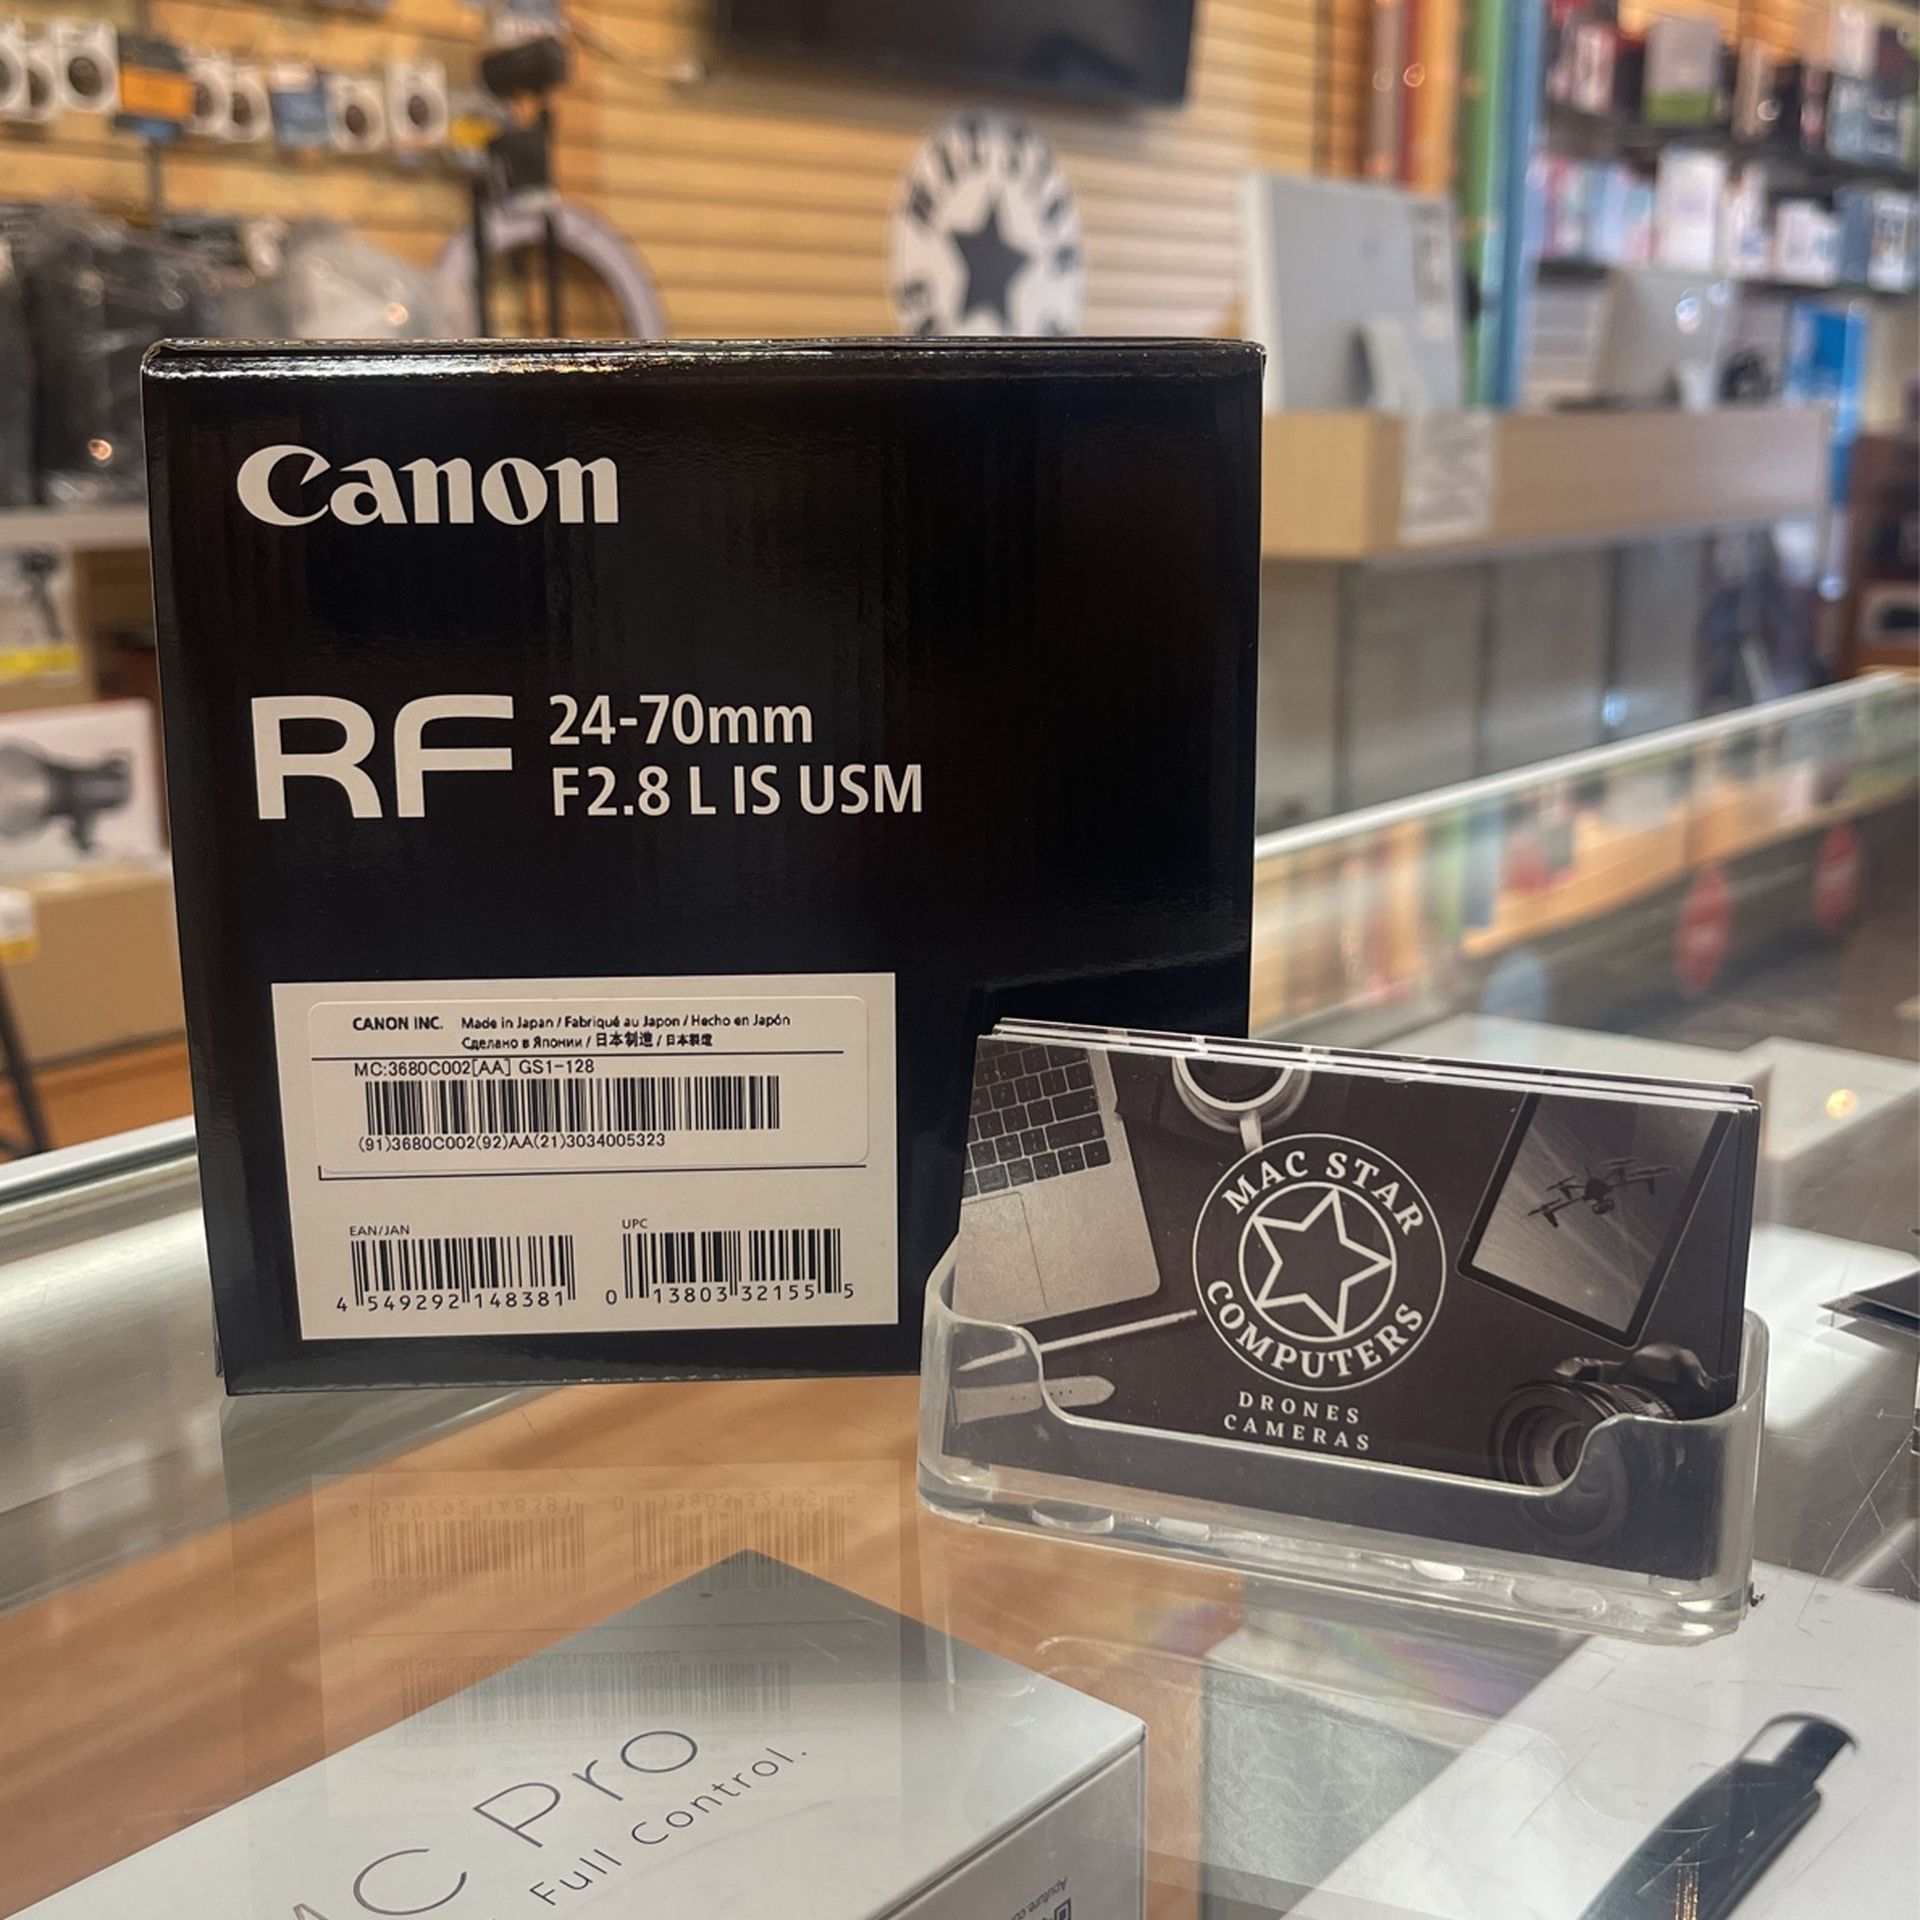 Canon
RF 24-70mm
F2.8 L IS USM
CANON INC. Made in Japan / Fabriqué au Japon / Hecho en Japón
Сделано в Японии / 日本制造 / 日本製造
MC:3680C002[AA] GS1-128
(91)3680C002(92)AA(21)3034005323
EAN/JAN
4 549292 148381
UPC
0 13803 32155 5
MAC STAR
COMPUTERS
DRONES
CAMERAS
C Pro
Full Control.